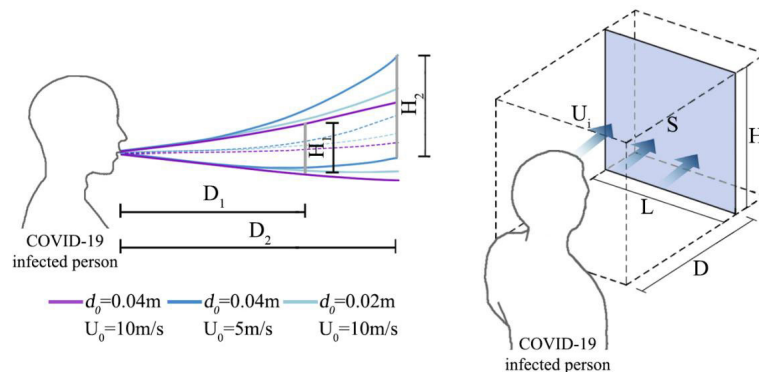 H₂
H₁
D₁
D₂
COVID-19
infected person
d₀=0.04m d₀=0.04m d₀=0.02m
U₀=10m/s U₀=5m/s U₀=10m/s
Uᵢ
S
H
L
D
COVID-19
infected person